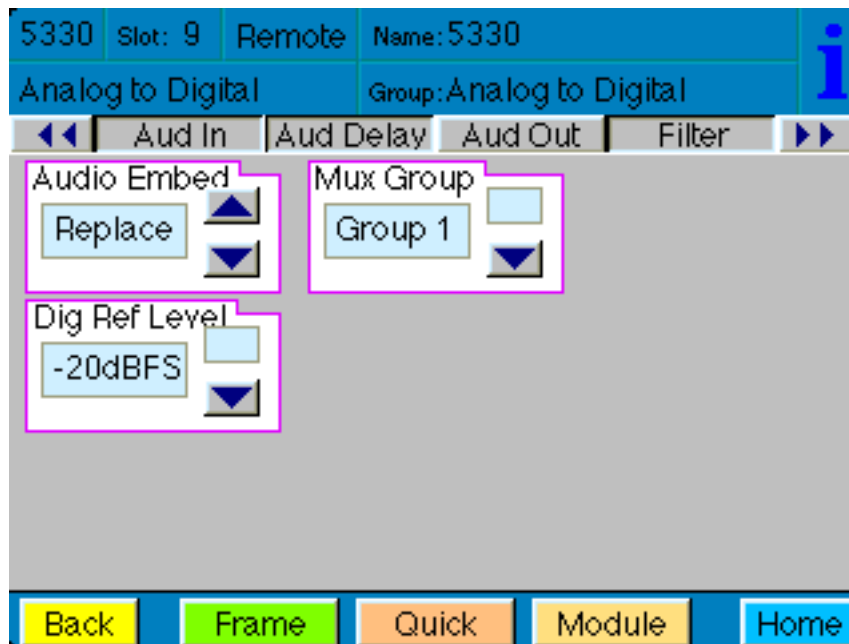 5330 Slot: 9 Remote Name:5330
Analog to Digital Group:Analog to Digital
i
Aud In Aud Delay Aud Out Filter
Audio Embed Mux Group
Replace Group 1
Dig Ref Level
-20dBFS
Back Frame Quick Module Home